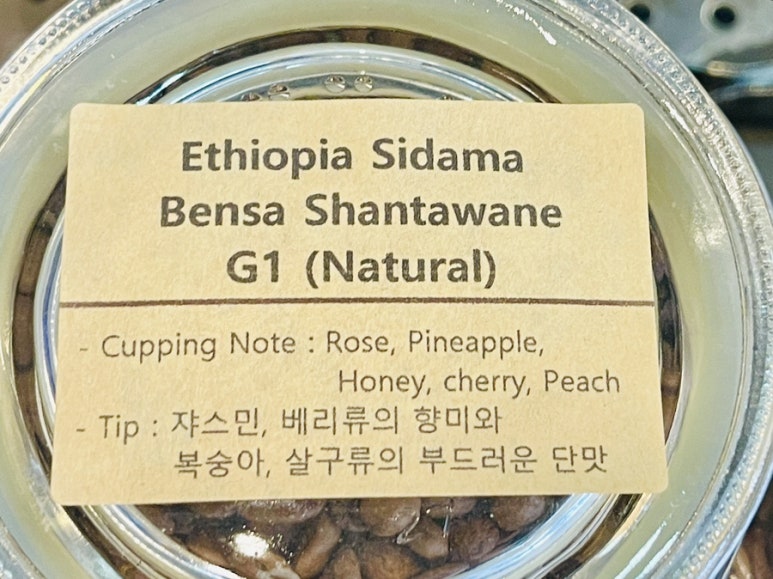 Ethiopia Sidama
Bensa Shantawane
G1 (Natural)
- Cupping Note : Rose, Pineapple,
Honey, cherry, Peach
- Tip : 쟈스민, 베리류의 향미와
복숭아, 살구류의 부드러운 단맛